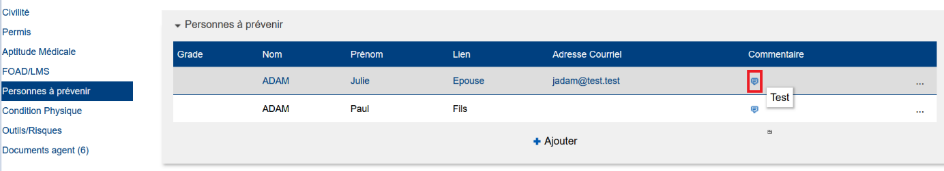 Civilité
Permis
Aptitude Médicale
FOAD/LMS
Personnes à prévenir
Condition Physique
Outils/Risques
Documents agent (6)
Personnes à prévenir
Grade Nom Prénom Lien Adresse Courriel Commentaire
ADAM Julie Epouse jadam@test.test ...
Test
ADAM Paul Fils ...
+ Ajouter